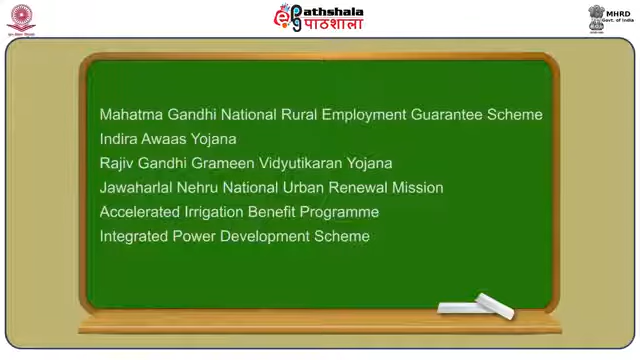 ePathshala
पाठशाला
MHRD
Govt. of India
Mahatma Gandhi National Rural Employment Guarantee Scheme
Indira Awaas Yojana
Rajiv Gandhi Grameen Vidyutikaran Yojana
Jawaharlal Nehru National Urban Renewal Mission
Accelerated Irrigation Benefit Programme
Integrated Power Development Scheme